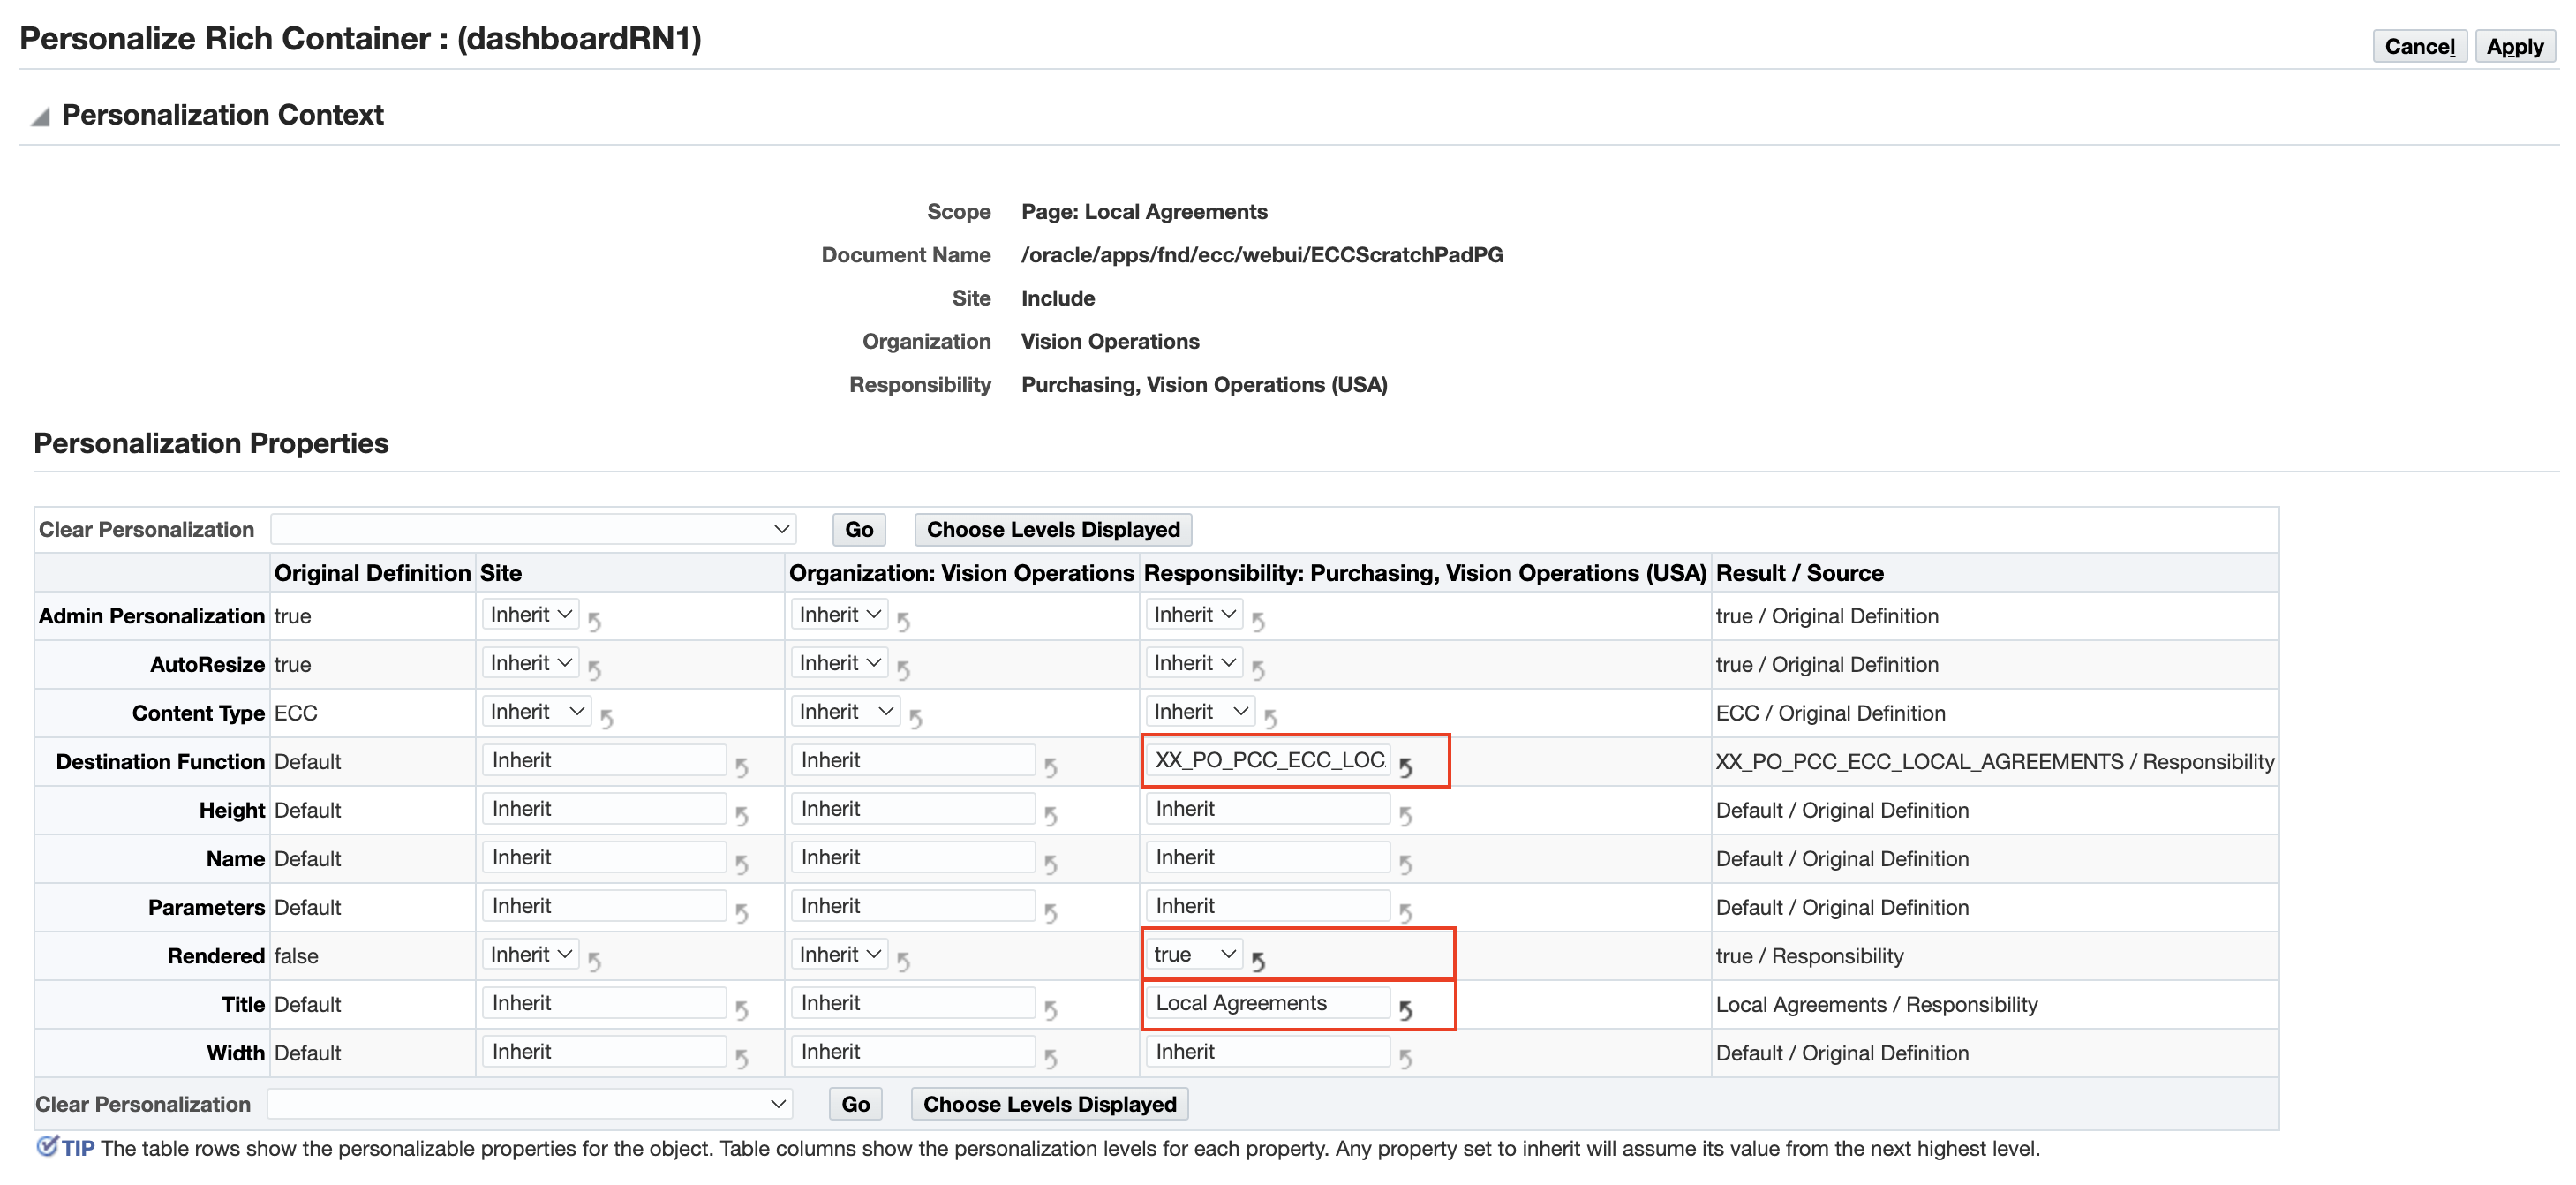 Personalize Rich Container : (dashboardRN1)
Cancel Apply
Personalization Context
Scope Page: Local Agreements
Document Name /oracle/apps/fnd/ecc/webui/ECCScratchPadPG
Site Include
Organization Vision Operations
Responsibility Purchasing, Vision Operations (USA)
Personalization Properties
Clear Personalization Go Choose Levels Displayed
Original Definition Site Organization: Vision Operations Responsibility: Purchasing, Vision Operations (USA) Result / Source
Admin Personalization true Inherit Inherit Inherit true / Original Definition
AutoResize true Inherit Inherit Inherit true / Original Definition
Content Type ECC Inherit Inherit Inherit ECC / Original Definition
Destination Function Default Inherit Inherit XX_PO_PCC_ECC_LOC. XX_PO_PCC_ECC_LOCAL_AGREEMENTS / Responsibility
Height Default Inherit Inherit Inherit Default / Original Definition
Name Default Inherit Inherit Inherit Default / Original Definition
Parameters Default Inherit Inherit Inherit Default / Original Definition
Rendered false Inherit Inherit true true / Responsibility
Title Default Inherit Inherit Local Agreements Local Agreements / Responsibility
Width Default Inherit Inherit Inherit Default / Original Definition
Clear Personalization Go Choose Levels Displayed
TIP The table rows show the personalizable properties for the object. Table columns show the personalization levels for each property. Any property set to inherit will assume its value from the next highest level.